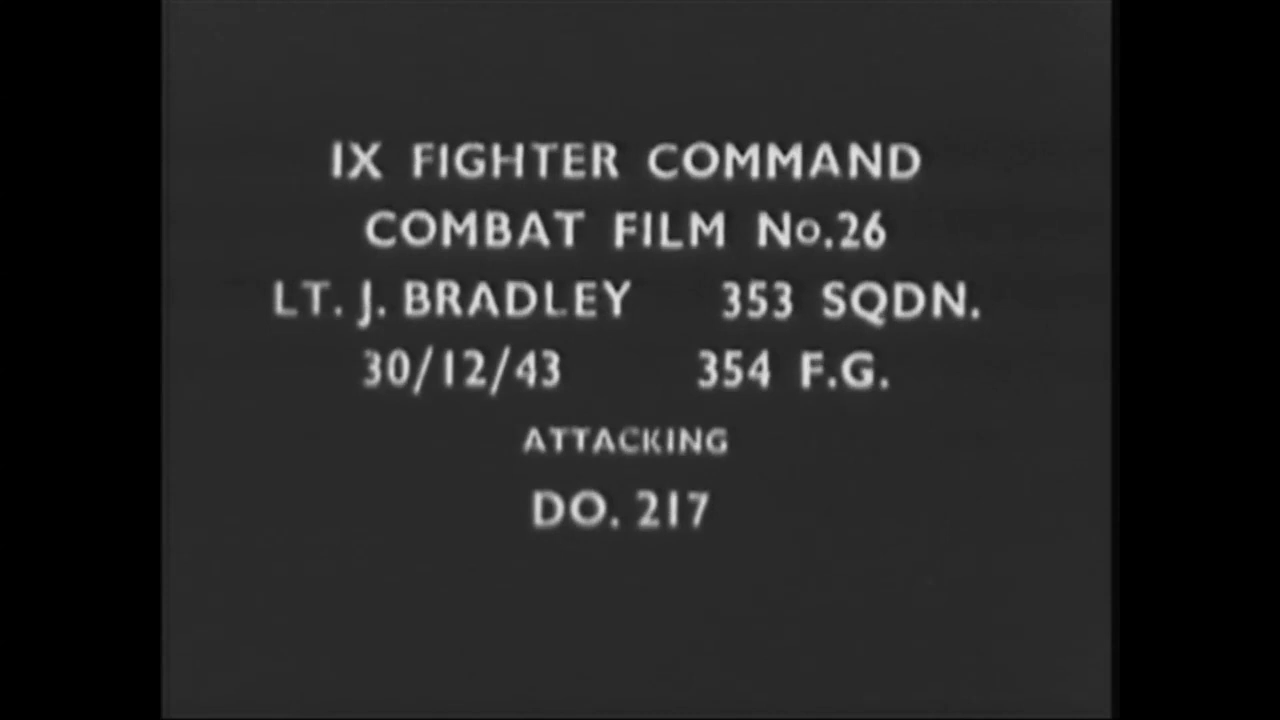 IX FIGHTER COMMAND
COMBAT FILM No.26
LT. J. BRADLEY 353 SQDN.
30/12/43 354 F.G.
ATTACKING
DO. 217